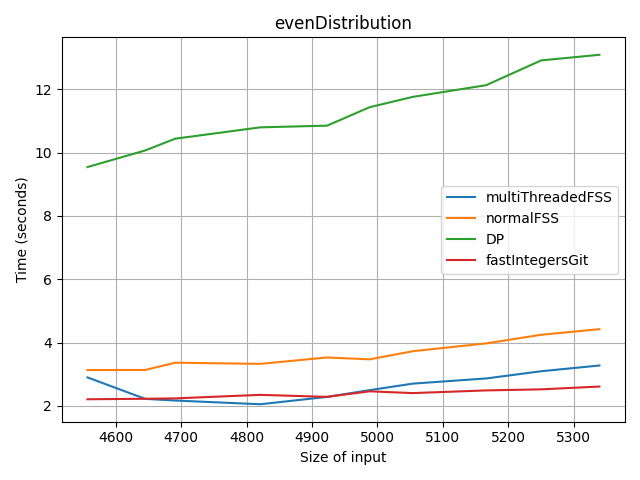 evenDistribution
12
10
8
6
4
2
Time (seconds)
multiThreadedFSS
normalFSS
DP
fastIntegersGit
4600 4700 4800 4900 5000 5100 5200 5300
Size of input